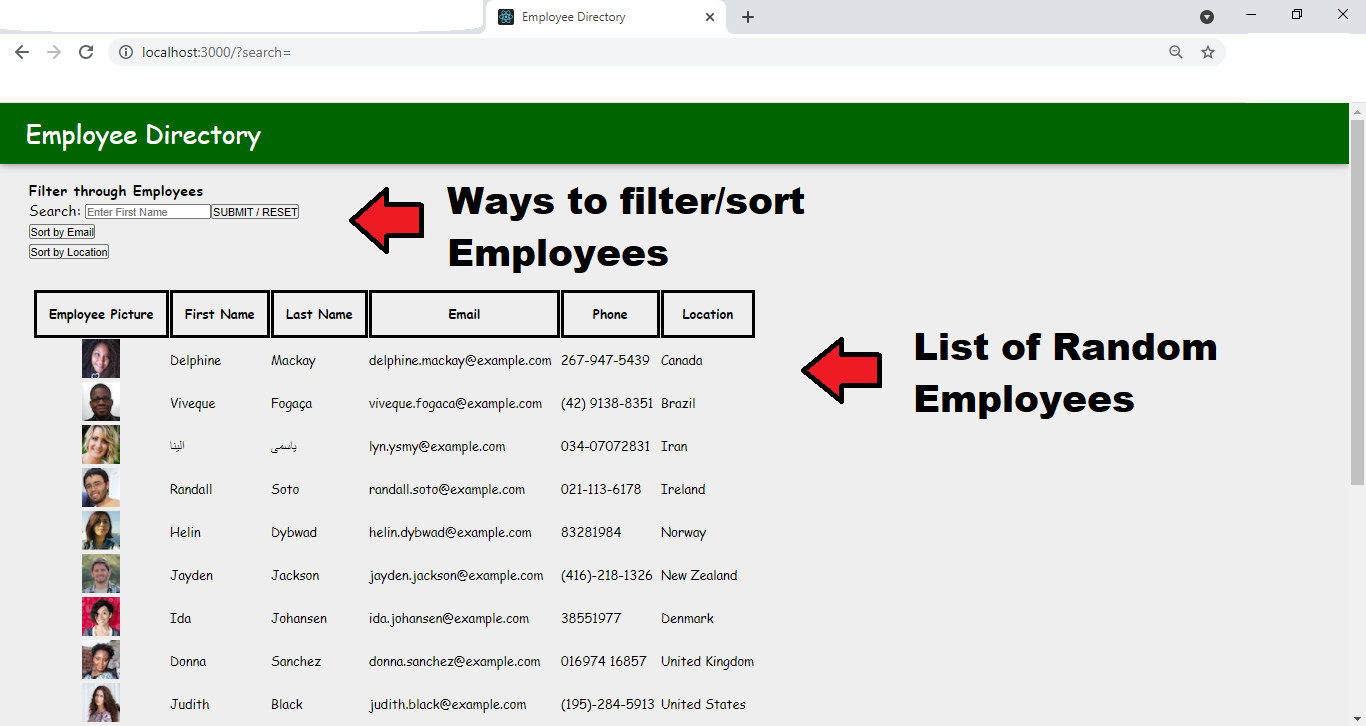 Employee Directory
localhost:3000/?search=
Employee Directory
Filter through Employees
Search: Enter First Name SUBMIT / RESET
Sort by Email
Sort by Location
Ways to filter/sort
Employees
Employee Picture First Name Last Name Email Phone Location
Delphine Mackay delphine.mackay@example.com 267-947-5439 Canada
Viveque Fogaça viveque.fogaca@example.com (42) 9138-8351 Brazil
الینا یاسمی lyn.ysmy@example.com 034-07072831 Iran
Randall Soto randall.soto@example.com 021-113-6178 Ireland
Helin Dybwad helin.dybwad@example.com 83281984 Norway
Jayden Jackson jayden.jackson@example.com (416)-218-1326 New Zealand
Ida Johansen ida.johansen@example.com 38551977 Denmark
Donna Sanchez donna.sanchez@example.com 016974 16857 United Kingdom
Judith Black judith.black@example.com (195)-284-5913 United States
List of Random
Employees